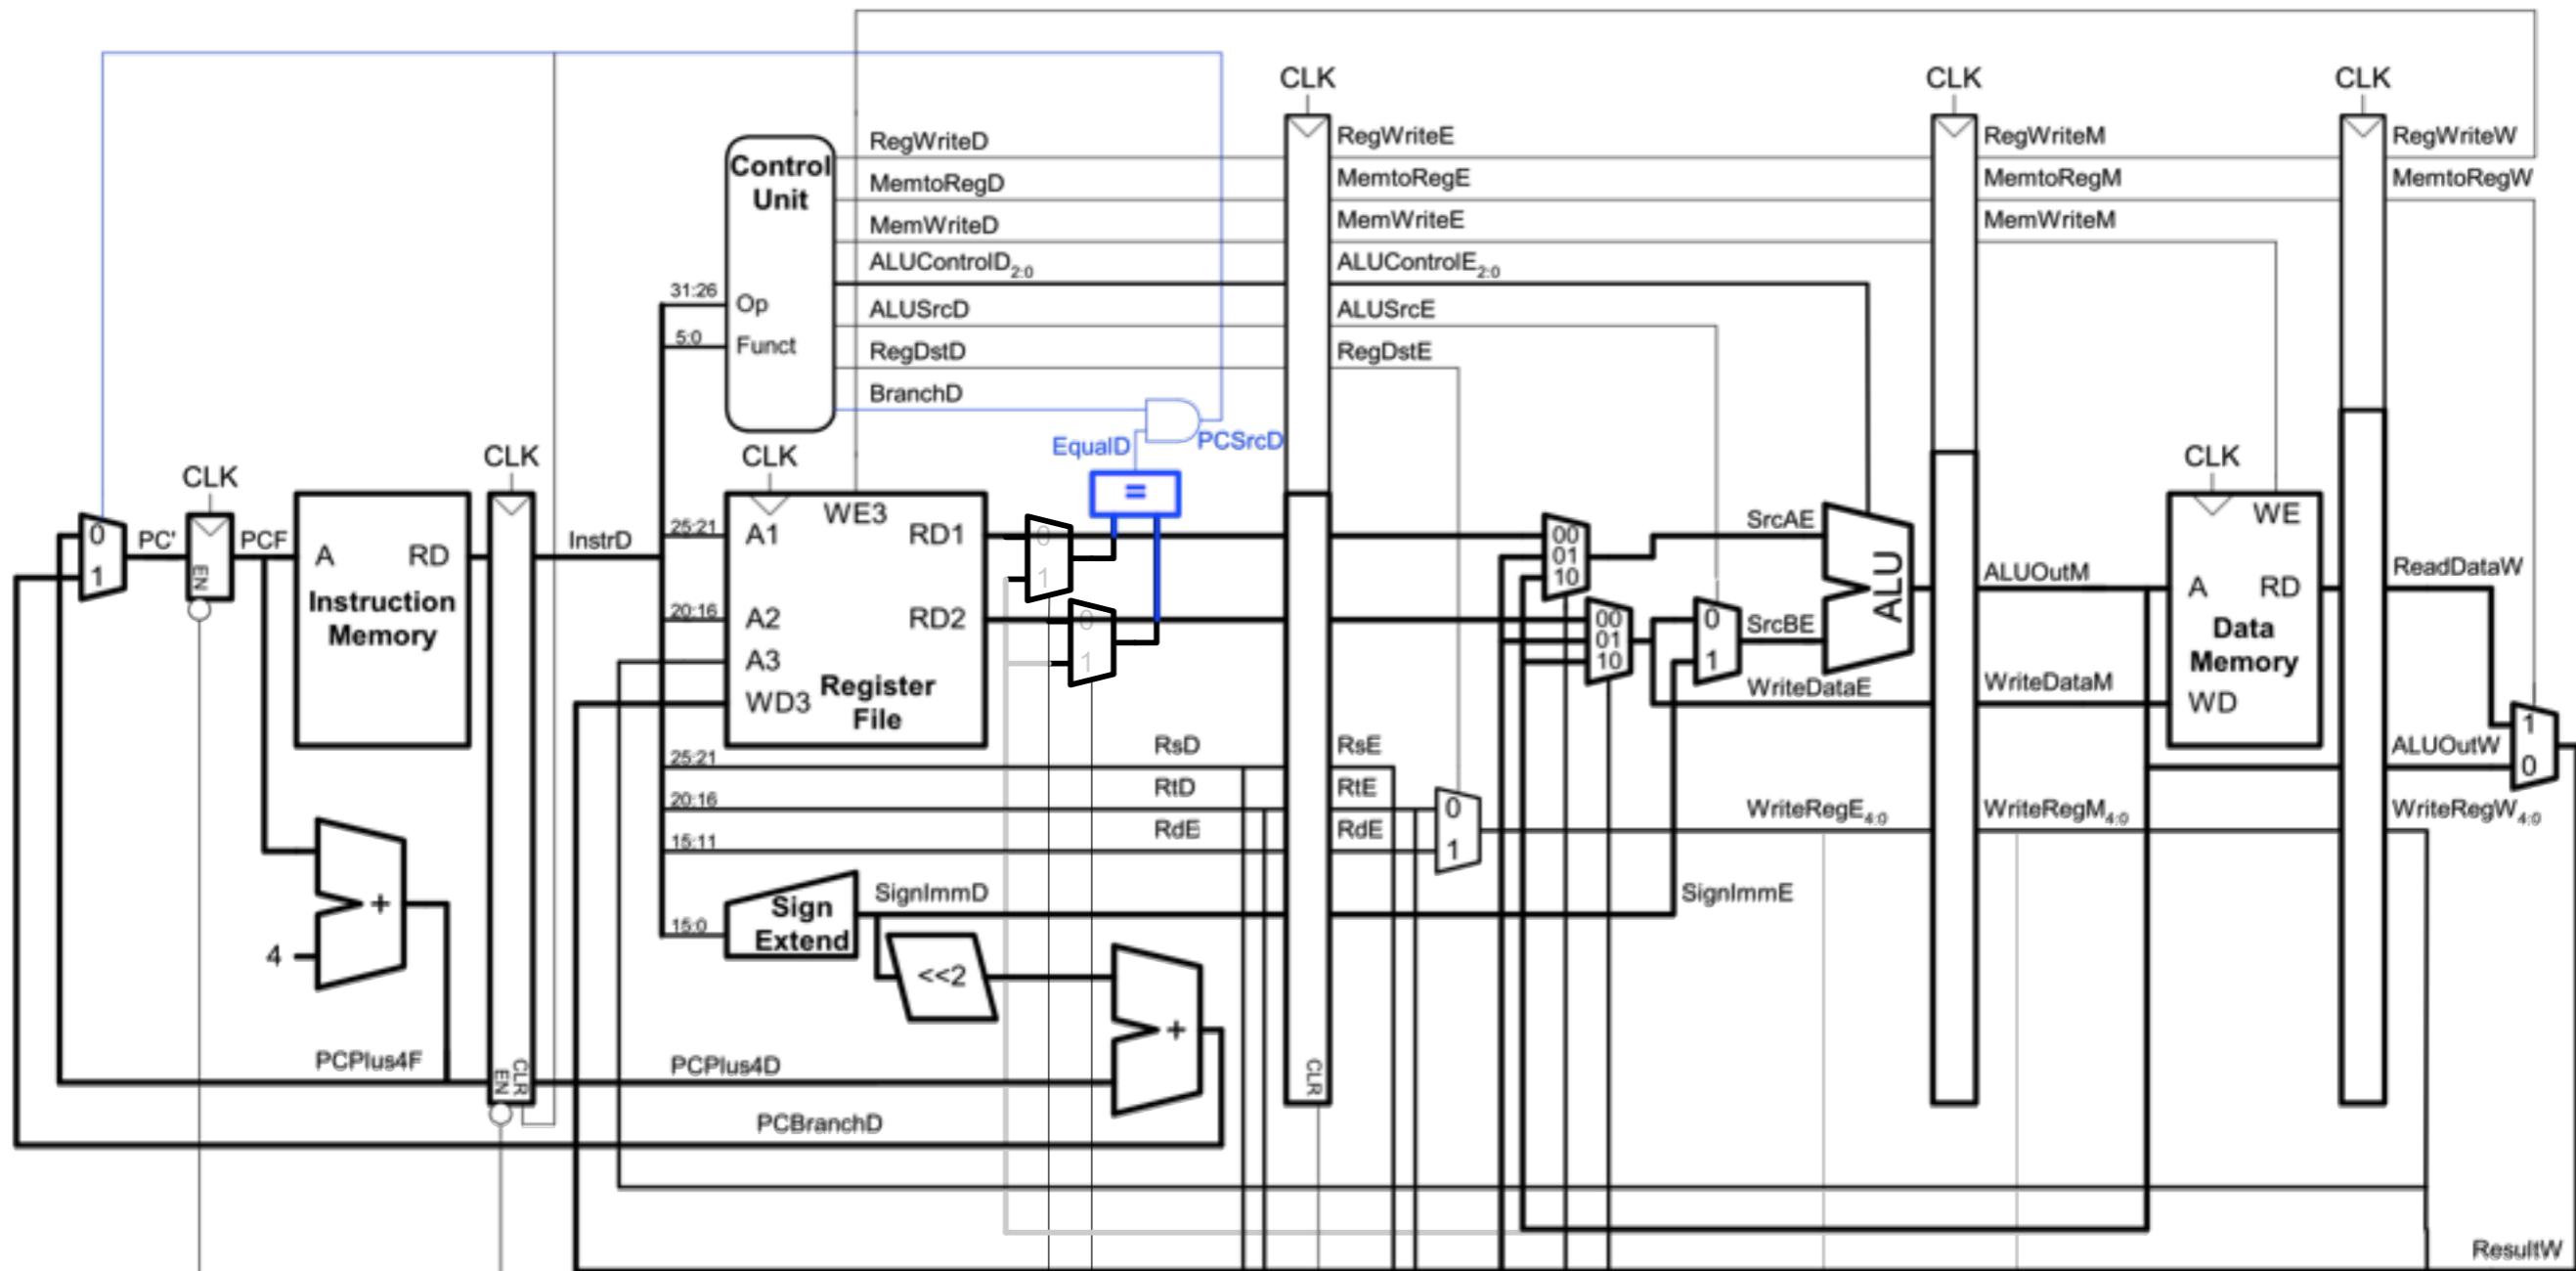 CLK
CLK
CLK
RegWriteD
RegWriteE
RegWriteM
RegWriteW
Control
Unit
MemtoRegD
MemtoRegE
MemtoRegM
MemtoRegW
MemWriteD
MemWriteE
MemWriteM
ALUControlD2:0
ALUControlE2:0
31:26
Op
ALUSrcD
ALUSrcE
5:0
Funct
RegDstD
RegDstE
BranchD
EqualD
PCSrcD
CLK
CLK
CLK
CLK
=
WE3
WE
0
PC'
EN
PCF
A
RD
InstrD
25:21
A1
RD1
0
00
01
10
SrcAE
ALU
ALUOutM
A
RD
ReadDataW
1
1
Instruction
Memory
20:16
A2
RD2
0
00
01
10
0
SrcBE
Data
Memory
A3
1
1
WD3
Register
File
WriteDataE
WriteDataM
WD
1
25:21
RsD
RsE
ALUOutW
0
20:16
RtD
RtE
0
WriteRegE4:0
WriteRegM4:0
WriteRegW4:0
15:11
RdE
RdE
1
+
4
15:0
Sign
Extend
SignImmD
SignImmE
<<2
+
PCPlus4F
EN
CLR
PCPlus4D
CLR
PCBranchD
ResultW